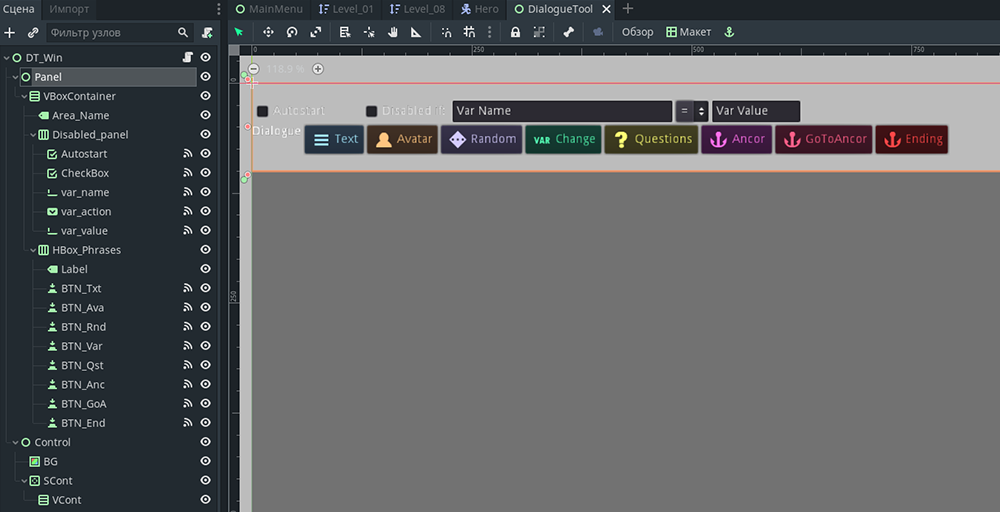 Сцена Импорт
MainMenu Level_01 Level_08 Hero DialogueTool
Фильтр узлов
Обзор Макет
DT_Win
Panel
VBoxContainer
Area_Name
Disabled_panel
Autostart
CheckBox
var_name
var_action
var_value
HBox_Phrases
Label
BTN_Txt
BTN_Ava
BTN_Rnd
BTN_Var
BTN_Qst
BTN_Anc
BTN_GoA
BTN_End
Control
BG
SCont
VCont
0 250 500 750
0
250
118.9 %
Autostart Disabled if: Var Name = Var Value
Dialogue Text Avatar Random VAR Change Questions Ancor GoToAncor Ending